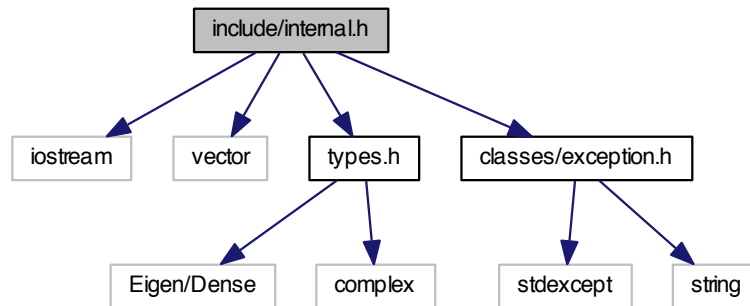 include/internal.h
iostream
vector
types.h
classes/exception.h
Eigen/Dense
complex
stdexcept
string